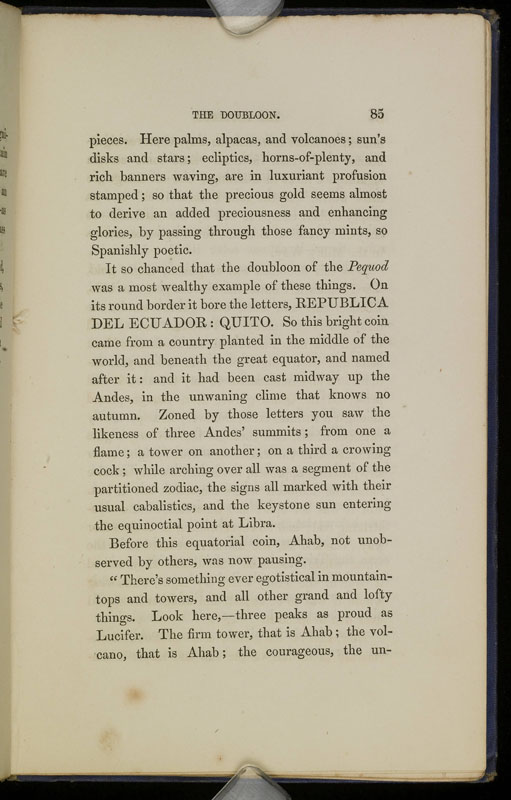 THE DOUBLOON. 85
pieces. Here palms, alpacas, and volcanoes; sun's
disks and stars; ecliptics, horns-of-plenty, and
rich banners waving, are in luxuriant profusion
stamped; so that the precious gold seems almost
to derive an added preciousness and enhancing
glories, by passing through those fancy mints, so
Spanishly poetic.
It so chanced that the doubloon of the Pequod
was a most wealthy example of these things. On
its round border it bore the letters, REPUBLICA
DEL ECUADOR: QUITO. So this bright coin
came from a country planted in the middle of the
world, and beneath the great equator, and named
after it: and it had been cast midway up the
Andes, in the unwaning clime that knows no
autumn. Zoned by those letters you saw the
likeness of three Andes' summits; from one a
flame; a tower on another; on a third a crowing
cock; while arching over all was a segment of the
partitioned zodiac, the signs all marked with their
usual cabalistics, and the keystone sun entering
the equinoctial point at Libra.
Before this equatorial coin, Ahab, not unob-
served by others, was now pausing.
"There's something ever egotistical in mountain-
tops and towers, and all other grand and lofty
things. Look here,—three peaks as proud as
Lucifer. The firm tower, that is Ahab; the vol-
cano, that is Ahab; the courageous, the un-